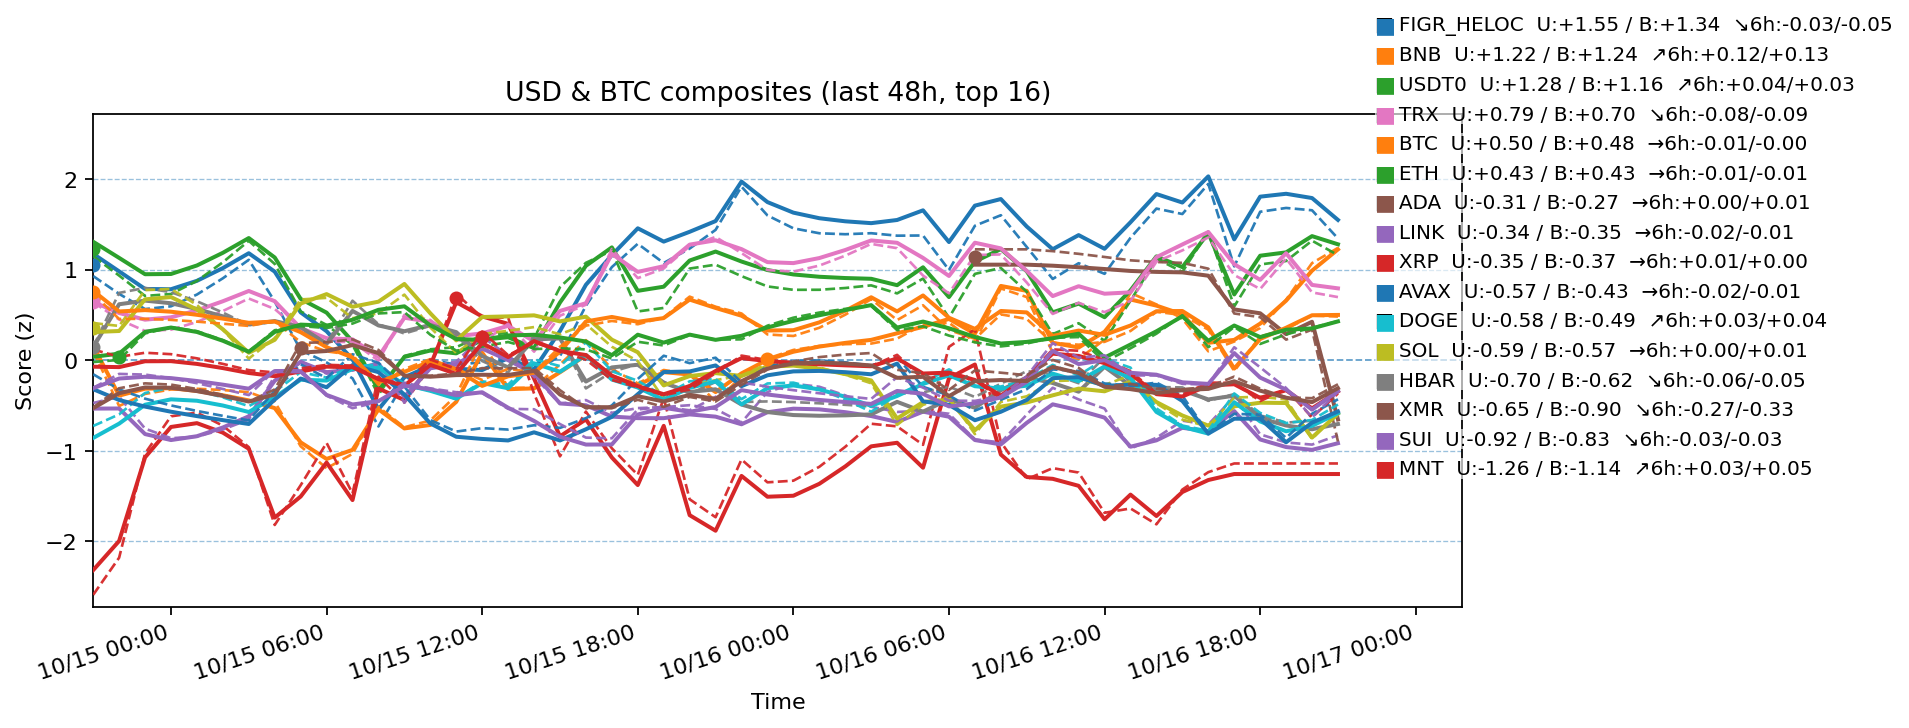 FIGR_HELOC U:+1.55 / B:+1.34 ↘6h:-0.03/-0.05
BNB U:+1.22 / B:+1.24 ↗6h:+0.12/+0.13
USDT0 U:+1.28 / B:+1.16 ↗6h:+0.04/+0.03
TRX U:+0.79 / B:+0.70 ↘6h:-0.08/-0.09
BTC U:+0.50 / B:+0.48 →6h:-0.01/-0.00
ETH U:+0.43 / B:+0.43 →6h:-0.01/-0.01
ADA U:-0.31 / B:-0.27 →6h:+0.00/+0.01
LINK U:-0.34 / B:-0.35 →6h:-0.02/-0.01
XRP U:-0.35 / B:-0.37 →6h:+0.01/+0.00
AVAX U:-0.57 / B:-0.43 →6h:-0.02/-0.01
DOGE U:-0.58 / B:-0.49 ↗6h:+0.03/+0.04
SOL U:-0.59 / B:-0.57 →6h:+0.00/+0.01
HBAR U:-0.70 / B:-0.62 ↘6h:-0.06/-0.05
XMR U:-0.65 / B:-0.90 ↘6h:-0.27/-0.33
SUI U:-0.92 / B:-0.83 ↘6h:-0.03/-0.03
MNT U:-1.26 / B:-1.14 ↗6h:+0.03/+0.05
USD & BTC composites (last 48h, top 16)
Score (z)
2
1
0
−1
−2
10/15 00:00
10/15 06:00
10/15 12:00
10/15 18:00
10/16 00:00
10/16 06:00
10/16 12:00
10/16 18:00
10/17 00:00
Time